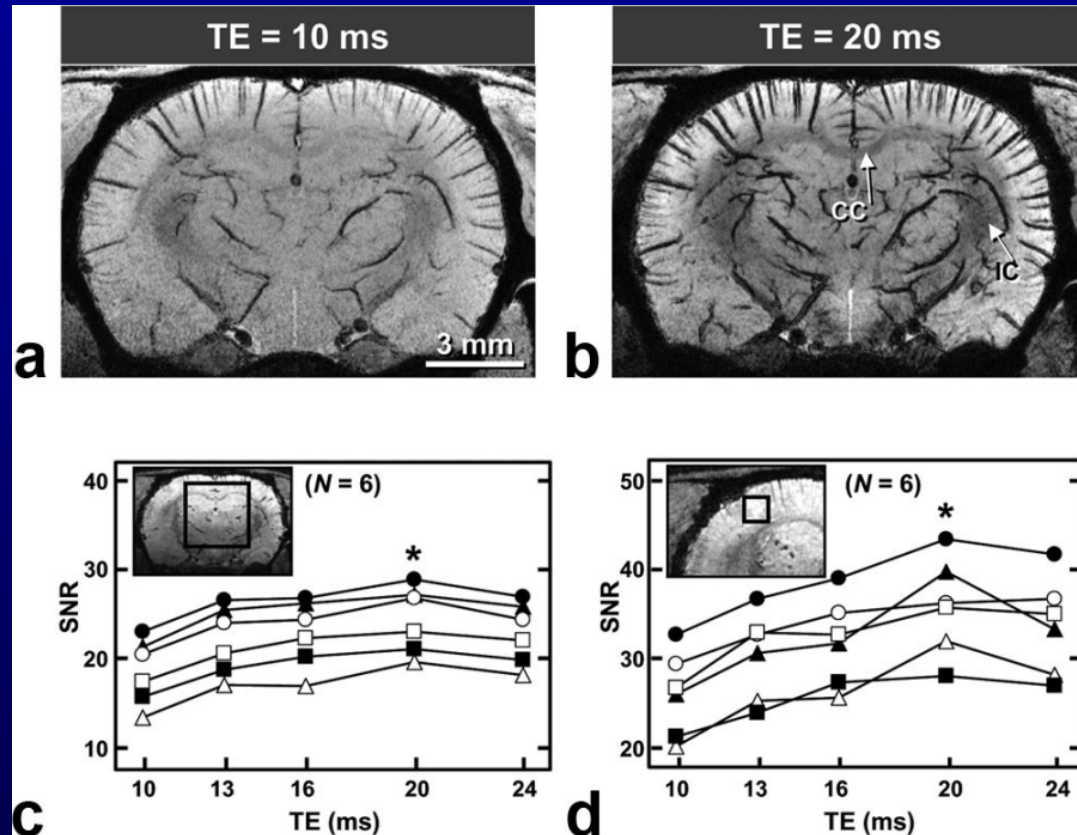 TE = 10 ms
TE = 20 ms
CC
IC
3 mm
a
b
40
30
20
10
SNR
(N = 6)
*
10 13 16 20 24
TE (ms)
c
50
40
30
20
SNR
(N = 6)
*
10 13 16 20 24
TE (ms)
d